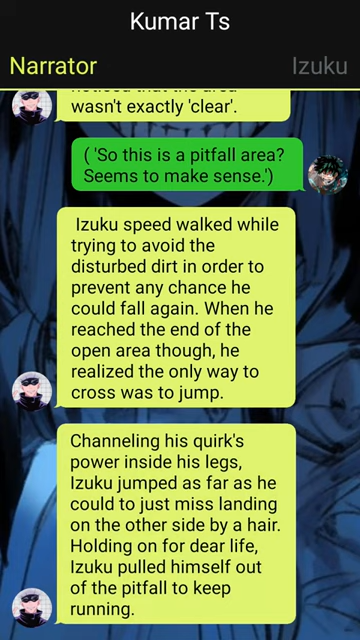 Kumar Ts
Narrator
Izuku
wasn't exactly 'clear'.
( 'So this is a pitfall area?
Seems to make sense.')
Izuku speed walked while
trying to avoid the
disturbed dirt in order to
prevent any chance he
could fall again. When he
reached the end of the
open area though, he
realized the only way to
cross was to jump.
Channeling his quirk's
power inside his legs,
Izuku jumped as far as he
could to just miss landing
on the other side by a hair.
Holding on for dear life,
Izuku pulled himself out
of the pitfall to keep
running.